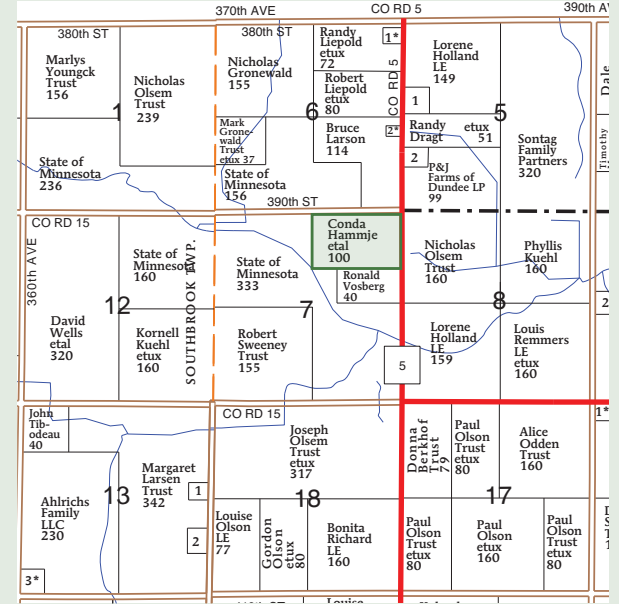 370th AVE
CO RD 5
390th AV
380th ST
380th ST
Marlys
Youngck
Trust
156
Nicholas
Olsem
Trust
239
1
State of
Minnesota
236
Nicholas
Gronewald
155
Randy
Liepold
etux
72
1*
Robert
Liepold
etux
80
CO RD 5
6
Mark
Grone-
wald
Trust
etux 37
Bruce
Larson
114
2*
State of
Minnesota
156
390th ST
Lorene
Holland
LE
149
1
5
Randy
Dragt
etux
51
2
P&J
Farms of
Dundee LP
99
Sontag
Family
Partners
320
Dale
Timothy
CO RD 15
360th AVE
State of
Minnesota
160
SOUTHBROOK TWP.
12
David
Wells
etal
320
Kornell
Kuehl
etux
160
State of
Minnesota
333
Conda
Hammje
etal
100
Ronald
Vosberg
40
7
Robert
Sweeney
Trust
155
5
Nicholas
Olsem
Trust
160
Phyllis
Kuehl
160
8
2
Lorene
Holland
LE
159
Louis
Remmers
LE
etux
160
John
Tib-
odeau
40
13
Margaret
Larsen
Trust
342
1
2
Ahlrichs
Family
LLC
230
3*
CO RD 15
Joseph
Olsem
Trust
etux
317
18
Louise
Olson
LE
77
Gordon
Olson
etux
80
Bonita
Richard
LE
160
Donna
Berkhof
Trust
79
Paul
Olson
Trust
etux
80
Alice
Odden
Trust
160
1*
17
Paul
Olson
Trust
etux
80
Paul
Olson
etux
160
Paul
Olson
Trust
etux
80
Louise